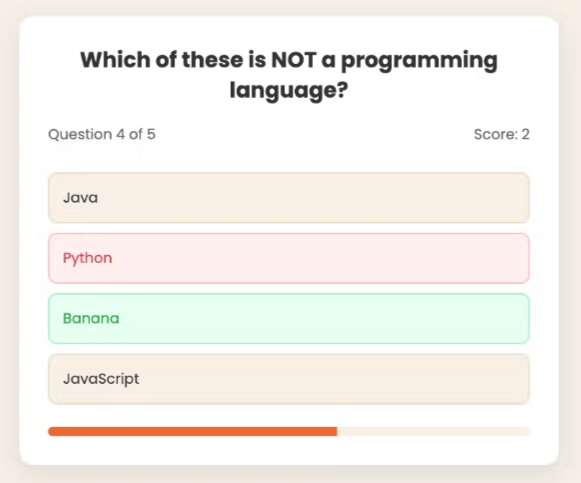 Which of these is NOT a programming
language?
Question 4 of 5
Score: 2
Java
Python
Banana
JavaScript